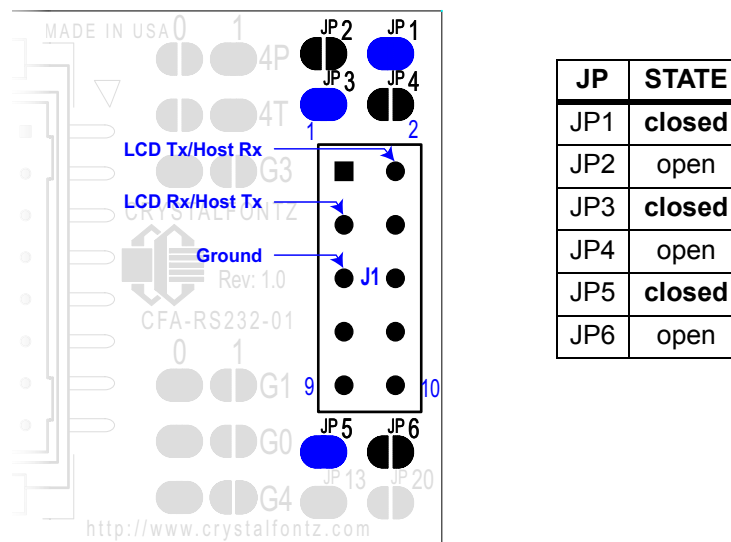 MADE IN USA
0 1
JP2 JP1
4P
JP3 JP4
4T
1 2
LCD Tx/Host Rx
G3
LCD Rx/Host Tx
CRYSTALFONTZ
Ground
Rev: 1.0
J1
CFA-RS232-01
0 1
G1
9 10
JP5 JP6
G0
JP13 JP20
G4
http://www.crystalfontz.com
JP STATE
JP1 closed
JP2 open
JP3 closed
JP4 open
JP5 closed
JP6 open